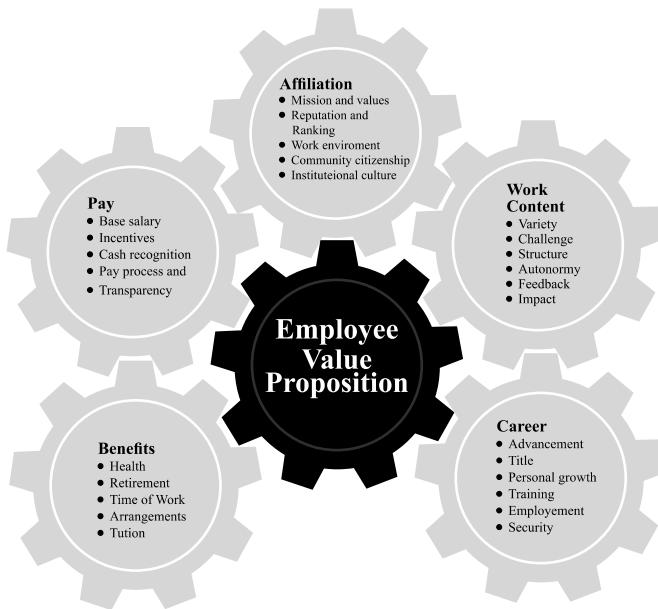 Affiliation
• Mission and values
• Reputation and
Ranking
• Work enviroment
• Community citizenship
• Instituteional culture
Pay
• Base salary
• Incentives
• Cash recognition
• Pay process and
• Transparency
Work
Content
• Variety
• Challenge
• Structure
• Autonormy
• Feedback
• Impact
Employee
Value
Proposition
Benefits
• Health
• Retirement
• Time of Work
• Arrangements
• Tution
Career
• Advancement
• Title
• Personal growth
• Training
• Employement
• Security